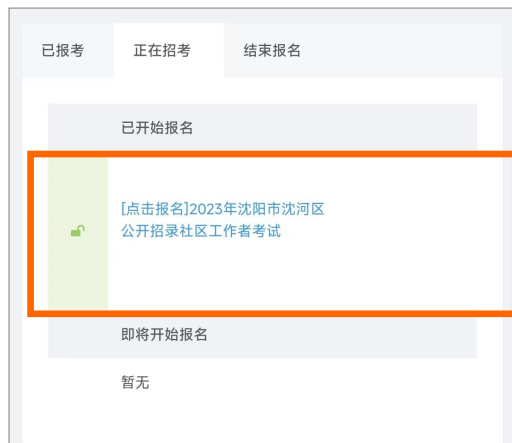 已报考 正在招考 结束报名
已开始报名
[点击报名]2023年沈阳市沈河区
公开招录社区工作者考试
即将开始报名
暂无